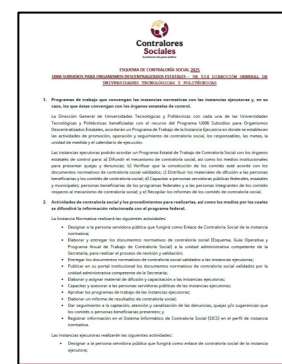 Contralores
Sociales
ESQUEMA DE CONTRALORÍA SOCIAL 2025
U006 SUBSIDIOS PARA ORGANISMOS DESCENTRALIZADOS ESTATALES – UR 514 DIRECCIÓN GENERAL DE
UNIVERSIDADES TECNOLÓGICAS Y POLITÉCNICAS
1. Programas de trabajo que convengan las instancias normativas con las instancias ejecutoras y, en su
caso, los que éstas convengan con los órganos estatales de control.
La Dirección General de Universidades Tecnológicas y Politécnicas con cada una de las Universidades
Tecnológicas y Politécnicas beneficiadas con el recurso del Programa U006 Subsidios para Organismos
Descentralizados Estatales, acordarán un Programa de Trabajo de la Instancia Ejecutora en donde se establecen
las actividades de promoción, operación y seguimiento de contraloría social, los responsables, las metas, la
unidad de medida y el calendario de ejecución.
Las instancias ejecutoras podrán acordar un Programa Estatal de Trabajo de Contraloría Social con los órganos
estatales de control para: a) Difundir el mecanismo de contraloría social, así como los medios institucionales
para presentar quejas y denuncias; b) Verificar que la constitución de los comités esté acorde con los
documentos normativos de contraloría social validados; c) Distribuir los materiales de difusión a las personas
beneficiarias y los comités de contraloría social; d) Capacitar a personas servidoras públicas federales, estatales
y municipales; personas beneficiarias de los programas federales y a las personas integrantes de los comités
respecto al mecanismo de contraloría social; y e) Recopilar los informes de los comités de contraloría social.
2. Actividades de contraloría social y los procedimientos para realizarlas, así como los medios por los cuales
se difundirá la información relacionada con el programa federal.
La Instancia Normativa realizará las siguientes actividades:
• Designar a la persona servidora pública que fungirá como Enlace de Contraloría Social de la instancia
normativa;
• Elaborar y entregar los documentos normativos de contraloría social (Esquema, Guía Operativa y
Programa Anual de Trabajo de Contraloría Social) a la unidad administrativa competente de la
Secretaría, para realizar el proceso de revisión y validación;
• Entregar los documentos normativos de contraloría social validados a las instancias ejecutoras;
• Publicar en su portal institucional los documentos normativos de contraloría social validados por la
unidad administrativa competente de la Secretaría;
• Elaborar y asignar material de difusión y capacitación a las instancias ejecutoras;
• Capacitar y asesorar a las personas servidoras públicas de las instancias ejecutoras;
• Aprobar los programas de trabajo de las instancias ejecutoras;
• Elaborar un informe de resultados de contraloría social;
• Dar seguimiento a la captación, atención y canalización de las denuncias, quejas y/o sugerencias que
los comités o personas beneficiarias presenten; y
• Registrar información en el Sistema Informático de Contraloría Social (SICS) en el perfil de instancia
normativa.
Las instancias ejecutoras realizarán las siguientes actividades:
• Designar a la persona servidora pública que fungirá como enlace de contraloría social de la instancia
ejecutora;